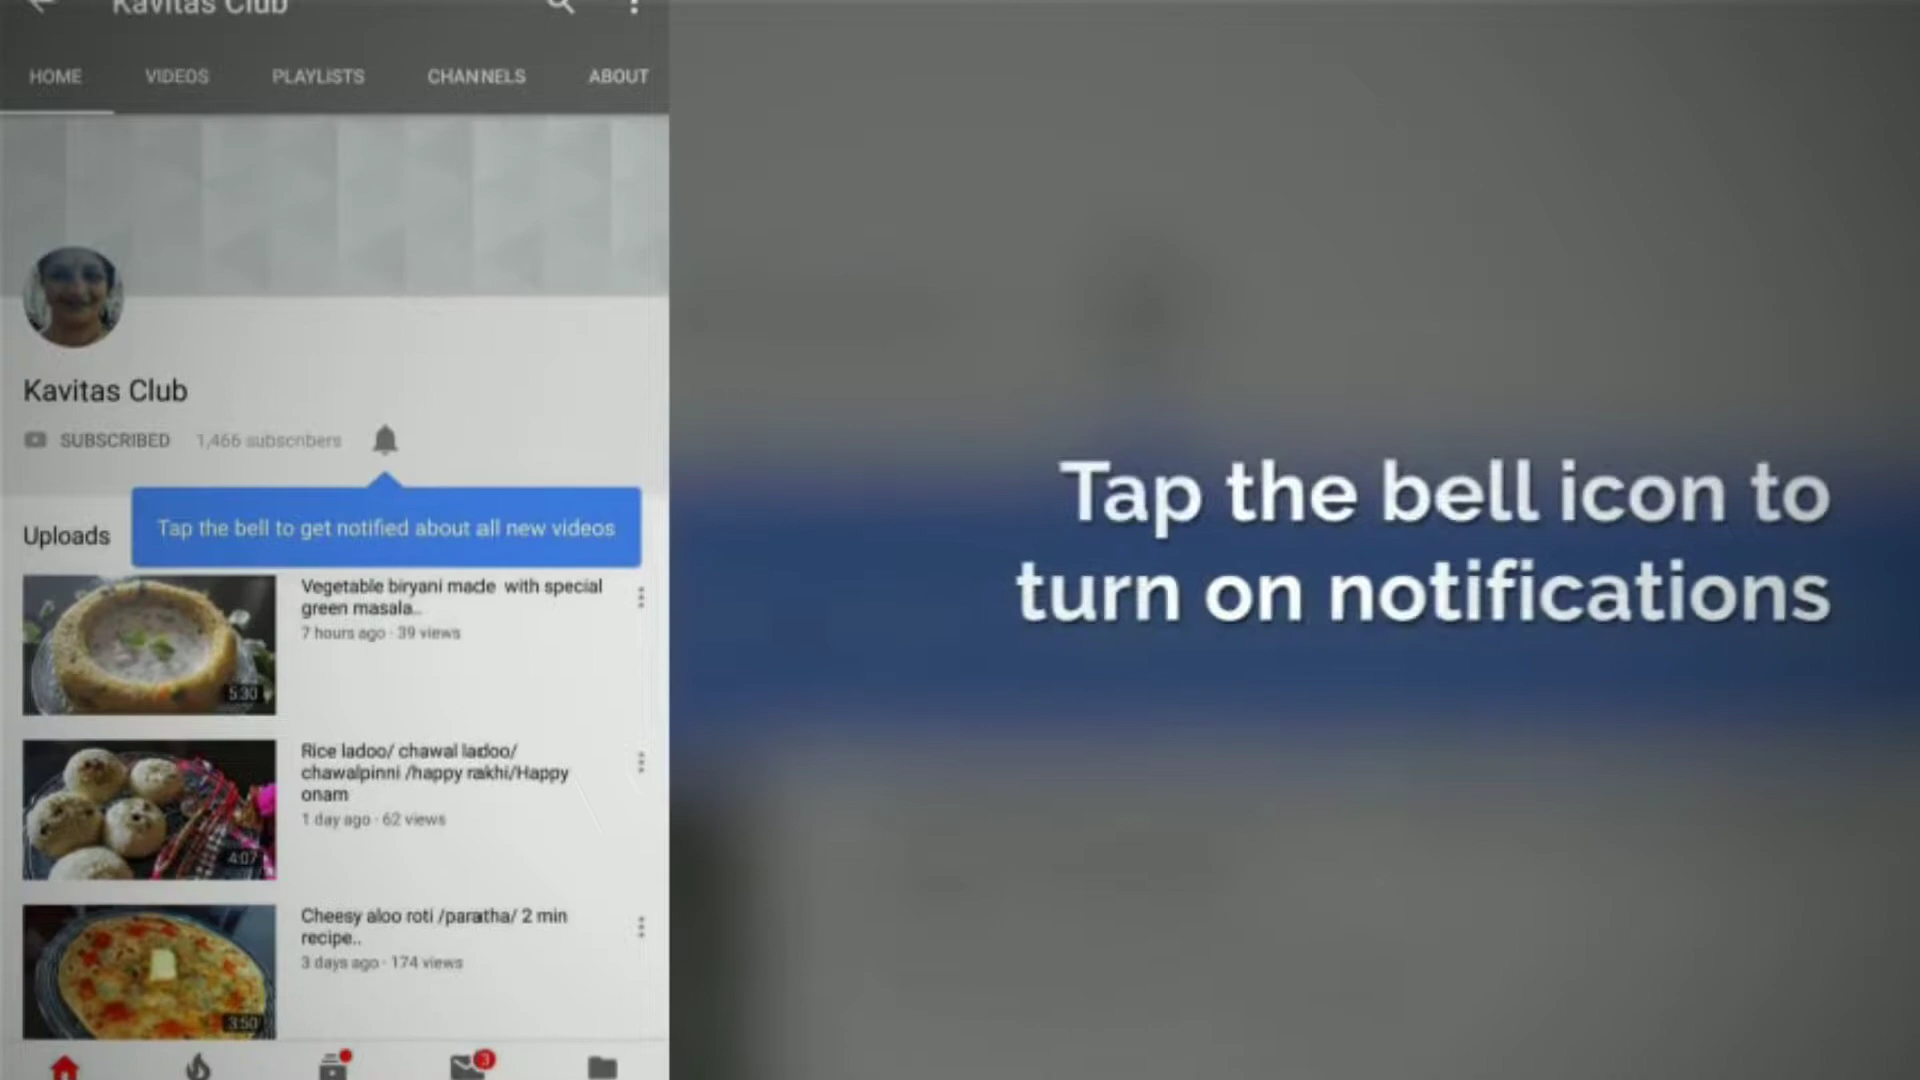 Kavitas Club
HOME VIDEOS PLAYLISTS CHANNELS ABOUT
Kavitas Club
SUBSCRIBED 1,466 subscribers
Tap the bell to get notified about all new videos
Uploads
Vegetable biryani made with special
green masala..
7 hours ago · 39 views
5:30
Rice ladoo/ chawal ladoo/
chawalpinni /happy rakhi/Happy
onam
1 day ago · 62 views
4:07
Cheesy aloo roti /paratha/ 2 min
recipe..
3 days ago · 174 views
3:50
3
Tap the bell icon to
turn on notifications